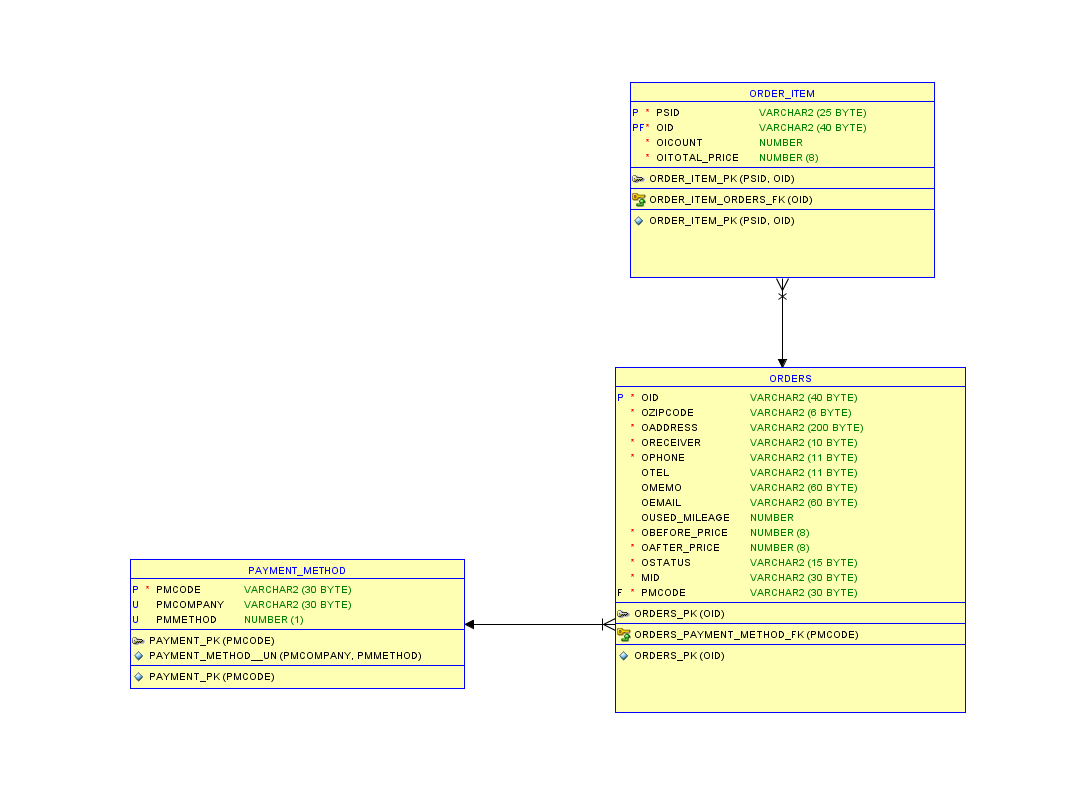 ORDER_ITEM
P * PSID VARCHAR2 (25 BYTE)
PF* OID VARCHAR2 (40 BYTE)
* OICOUNT NUMBER
* OITOTAL_PRICE NUMBER (8)
ORDER_ITEM_PK (PSID, OID)
ORDER_ITEM_ORDERS_FK (OID)
ORDER_ITEM_PK (PSID, OID)
ORDERS
P * OID VARCHAR2 (40 BYTE)
* OZIPCODE VARCHAR2 (6 BYTE)
* OADDRESS VARCHAR2 (200 BYTE)
* ORECEIVER VARCHAR2 (10 BYTE)
* OPHONE VARCHAR2 (11 BYTE)
OTEL VARCHAR2 (11 BYTE)
OMEMO VARCHAR2 (60 BYTE)
OEMAIL VARCHAR2 (60 BYTE)
OUSED_MILEAGE NUMBER
* OBEFORE_PRICE NUMBER (8)
* OAFTER_PRICE NUMBER (8)
* OSTATUS VARCHAR2 (15 BYTE)
* MID VARCHAR2 (30 BYTE)
F * PMCODE VARCHAR2 (30 BYTE)
ORDERS_PK (OID)
ORDERS_PAYMENT_METHOD_FK (PMCODE)
ORDERS_PK (OID)
PAYMENT_METHOD
P * PMCODE VARCHAR2 (30 BYTE)
U PMCOMPANY VARCHAR2 (30 BYTE)
U PMMETHOD NUMBER (1)
PAYMENT_PK (PMCODE)
PAYMENT_METHOD__UN (PMCOMPANY, PMMETHOD)
PAYMENT_PK (PMCODE)